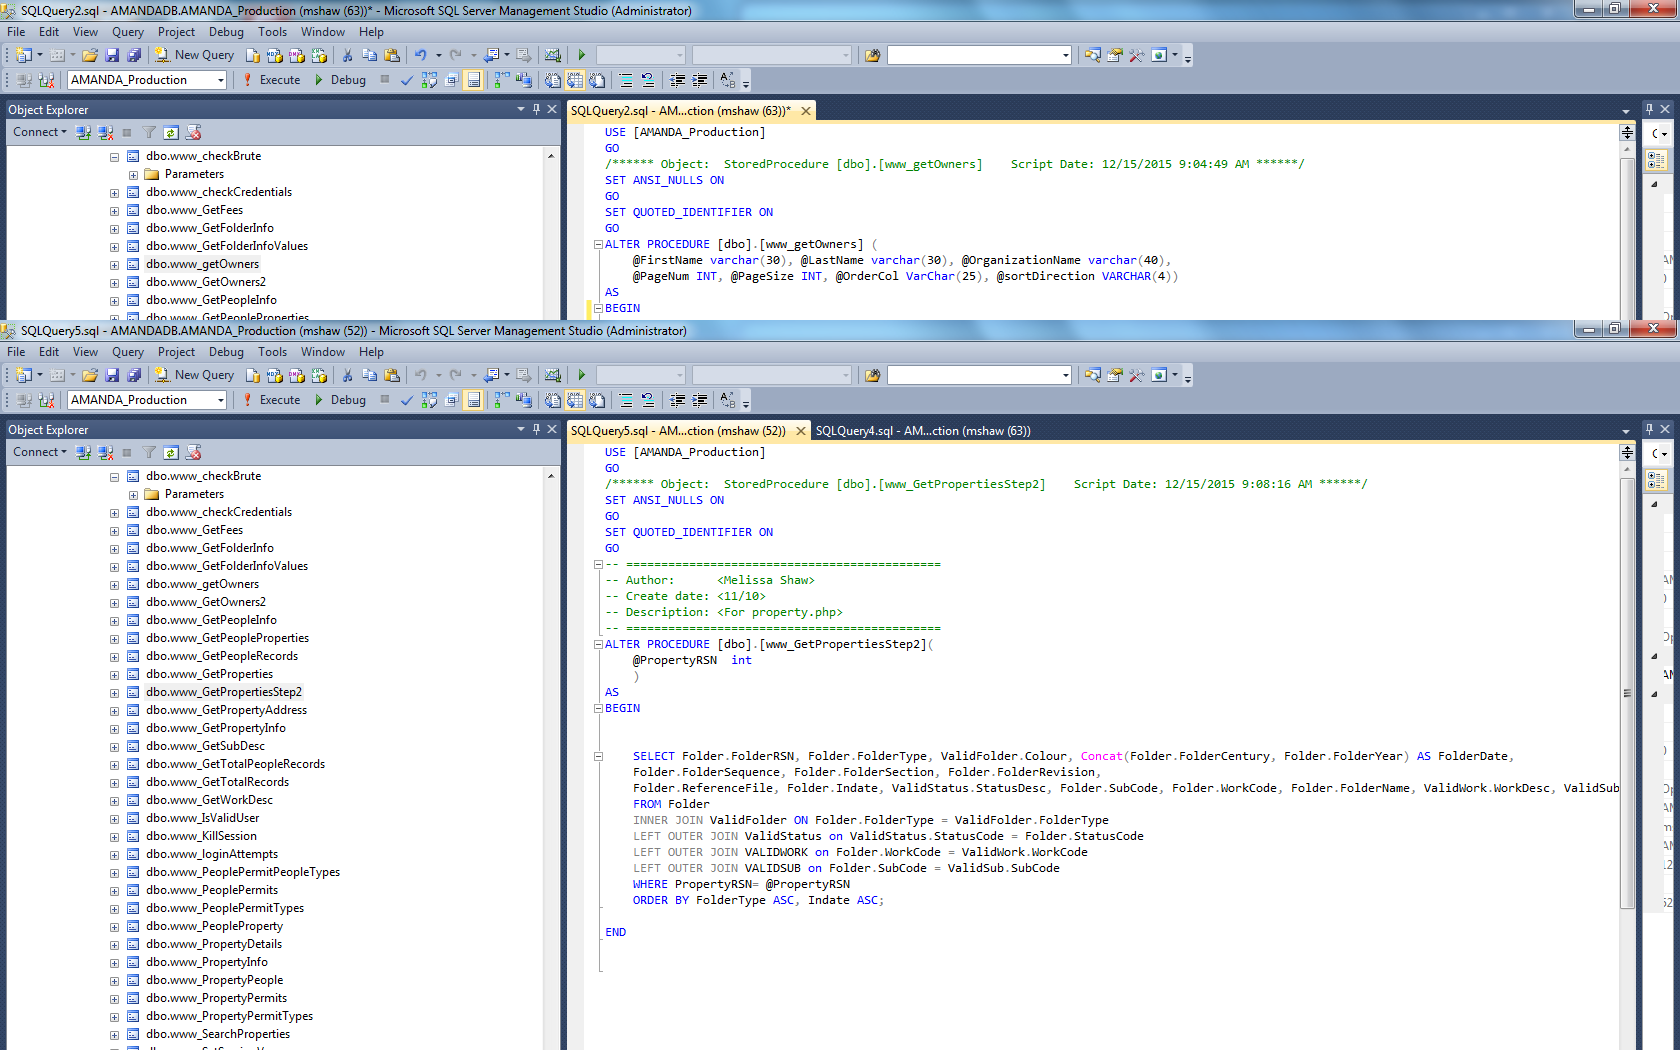 SQLQuery2.sql - AMANDADB.AMANDA_Production (mshaw (63))* - Microsoft SQL Server Management Studio (Administrator)
File Edit View Query Project Debug Tools Window Help
New Query
AMANDA_Production Execute Debug
Object Explorer
SQLQuery2.sql - AM...ction (mshaw (63))*
Connect
dbo.www_checkBrute
Parameters
dbo.www_checkCredentials
dbo.www_GetFees
dbo.www_GetFolderInfo
dbo.www_GetFolderInfoValues
dbo.www_getOwners
dbo.www_GetOwners2
dbo.www_GetPeopleInfo
dbo.www_GetPeopleProperties
USE [AMANDA_Production]
GO
/****** Object:  StoredProcedure [dbo].[www_getOwners]    Script Date: 12/15/2015 9:04:49 AM ******/
SET ANSI_NULLS ON
GO
SET QUOTED_IDENTIFIER ON
GO
ALTER PROCEDURE [dbo].[www_getOwners] (
@FirstName varchar(30), @LastName varchar(30), @OrganizationName varchar(40),
@PageNum INT, @PageSize INT, @OrderCol VarChar(25), @sortDirection VARCHAR(4))
AS
BEGIN
SQLQuery5.sql - AMANDADB.AMANDA_Production (mshaw (52)) - Microsoft SQL Server Management Studio (Administrator)
File Edit View Query Project Debug Tools Window Help
New Query
AMANDA_Production Execute Debug
Object Explorer
SQLQuery5.sql - AM...ction (mshaw (52)) SQLQuery4.sql - AM...ction (mshaw (63))
Connect
dbo.www_checkBrute
Parameters
dbo.www_checkCredentials
dbo.www_GetFees
dbo.www_GetFolderInfo
dbo.www_GetFolderInfoValues
dbo.www_getOwners
dbo.www_GetOwners2
dbo.www_GetPeopleInfo
dbo.www_GetPeopleProperties
dbo.www_GetPeopleRecords
dbo.www_GetProperties
dbo.www_GetPropertiesStep2
dbo.www_GetPropertyAddress
dbo.www_GetPropertyInfo
dbo.www_GetSubDesc
dbo.www_GetTotalPeopleRecords
dbo.www_GetTotalRecords
dbo.www_GetWorkDesc
dbo.www_IsValidUser
dbo.www_KillSession
dbo.www_loginAttempts
dbo.www_PeoplePermitPeopleTypes
dbo.www_PeoplePermits
dbo.www_PeoplePermitTypes
dbo.www_PeopleProperty
dbo.www_PropertyDetails
dbo.www_PropertyInfo
dbo.www_PropertyPeople
dbo.www_PropertyPermits
dbo.www_PropertyPermitTypes
dbo.www_SearchProperties
USE [AMANDA_Production]
GO
/****** Object:  StoredProcedure [dbo].[www_GetPropertiesStep2]    Script Date: 12/15/2015 9:08:16 AM ******/
SET ANSI_NULLS ON
GO
SET QUOTED_IDENTIFIER ON
GO
-- =============================================
-- Author:      <Melissa Shaw>
-- Create date: <11/10>
-- Description: <For property.php>
-- =============================================
ALTER PROCEDURE [dbo].[www_GetPropertiesStep2](
@PropertyRSN  int
)
AS
BEGIN
SELECT Folder.FolderRSN, Folder.FolderType, ValidFolder.Colour, Concat(Folder.FolderCentury, Folder.FolderYear) AS FolderDate,
Folder.FolderSequence, Folder.FolderSection, Folder.FolderRevision,
Folder.ReferenceFile, Folder.Indate, ValidStatus.StatusDesc, Folder.SubCode, Folder.WorkCode, Folder.FolderName, ValidWork.WorkDesc, ValidSub
FROM Folder
INNER JOIN ValidFolder ON Folder.FolderType = ValidFolder.FolderType
LEFT OUTER JOIN ValidStatus on ValidStatus.StatusCode = Folder.StatusCode
LEFT OUTER JOIN VALIDWORK on Folder.WorkCode = ValidWork.WorkCode
LEFT OUTER JOIN VALIDSUB on Folder.SubCode = ValidSub.SubCode
WHERE PropertyRSN= @PropertyRSN
ORDER BY FolderType ASC, Indate ASC;
END